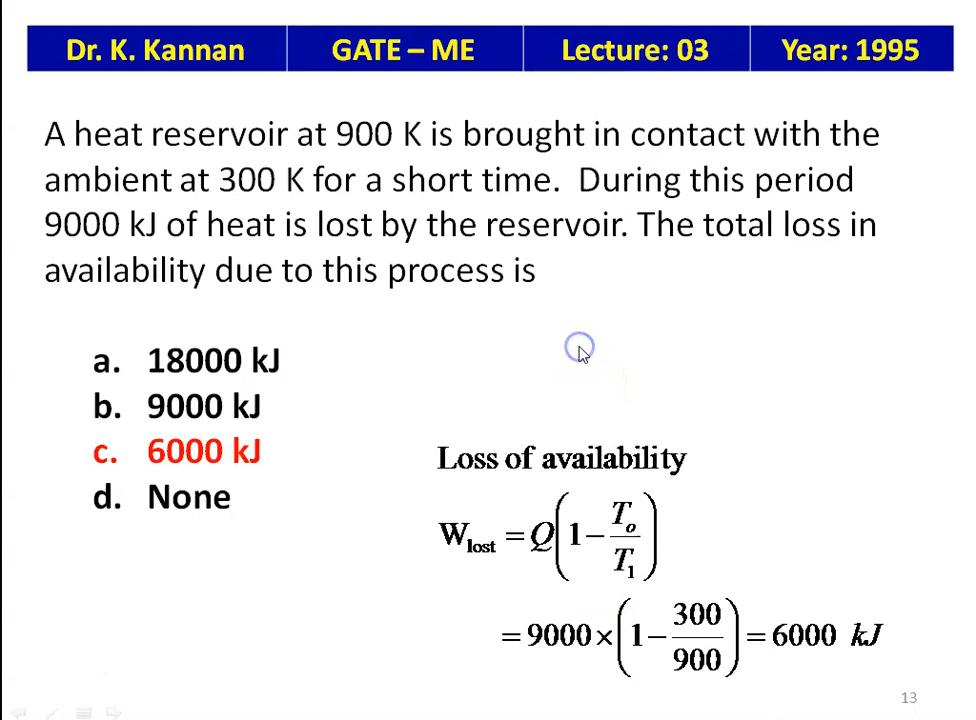 Dr. K. Kannan GATE – ME Lecture: 03 Year: 1995
A heat reservoir at 900 K is brought in contact with the
ambient at 300 K for a short time. During this period
9000 kJ of heat is lost by the reservoir. The total loss in
availability due to this process is
a. 18000 kJ
b. 9000 kJ
c. 6000 kJ
d. None
Loss of availability
W_lost = Q(1 − T_o/T_1)
= 9000 × (1 − 300/900) = 6000 kJ
13